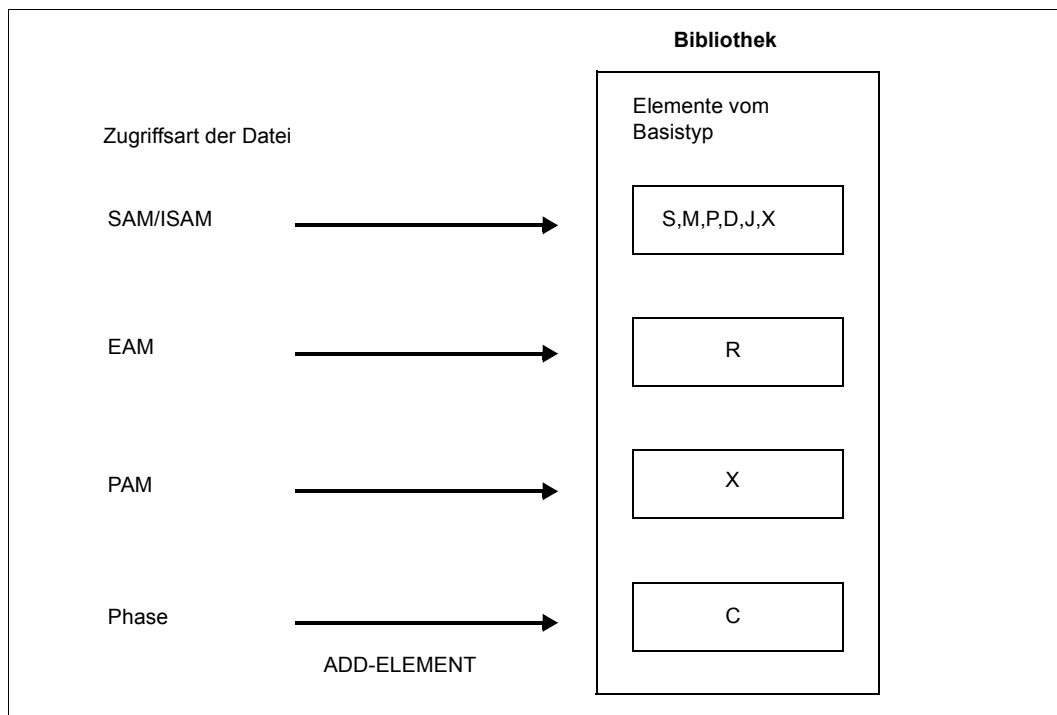 Bibliothek
Elemente vom
Basistyp
Zugriffsart der Datei
SAM/ISAM
S,M,P,D,J,X
EAM
R
PAM
X
Phase
C
ADD-ELEMENT